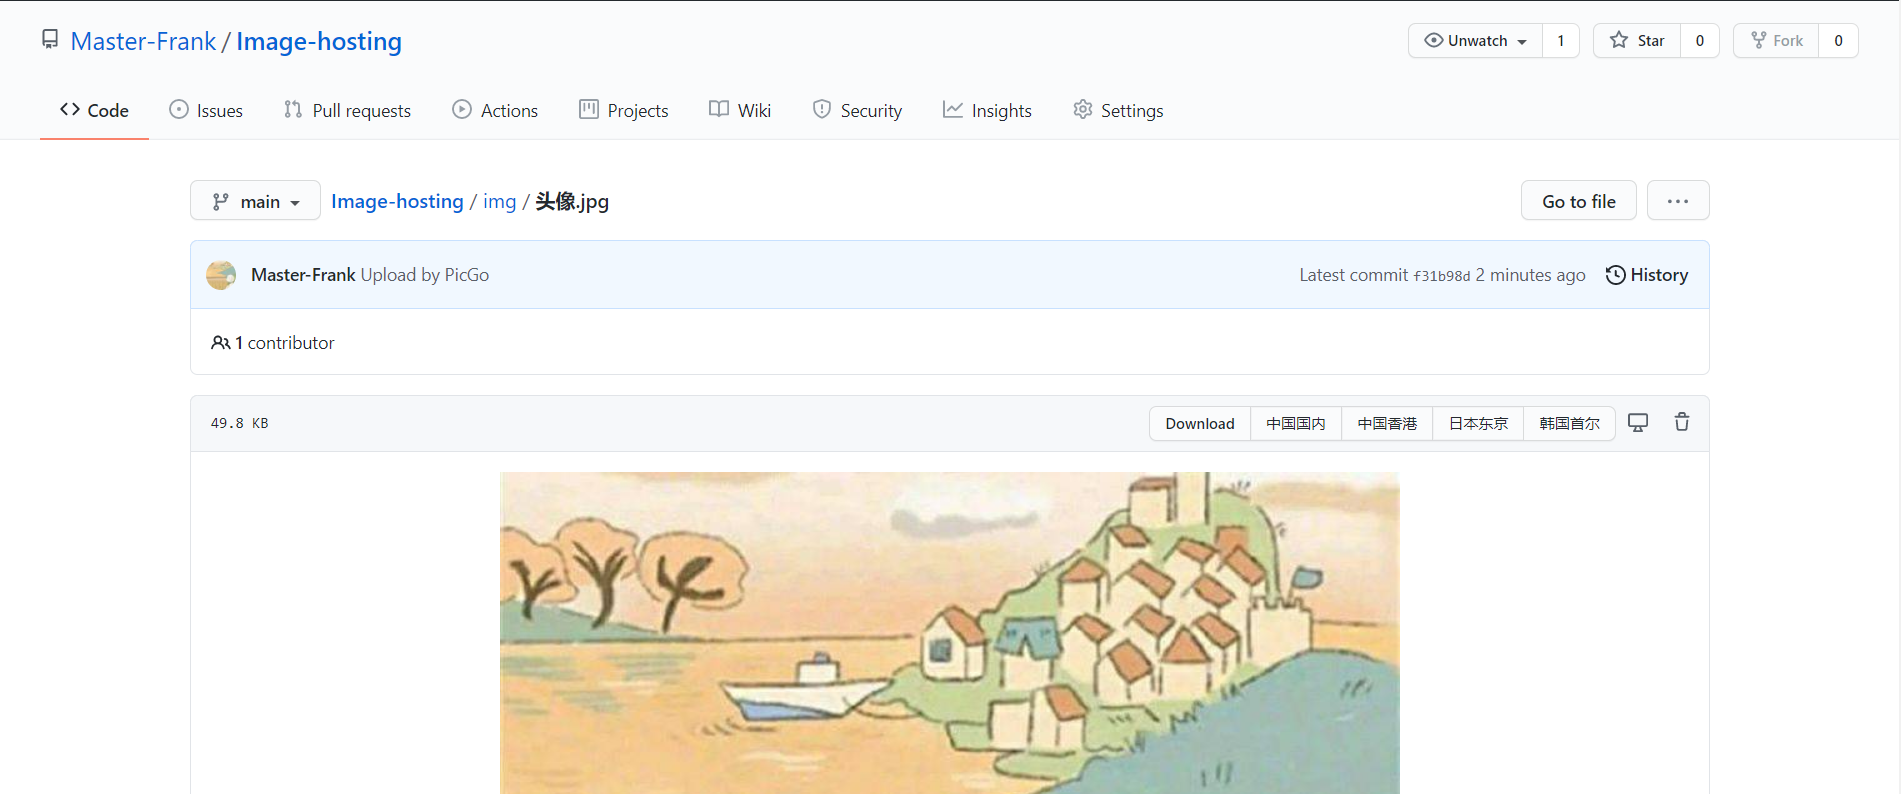 Master-Frank / Image-hosting
Unwatch 1 Star 0 Fork 0
Code Issues Pull requests Actions Projects Wiki Security Insights Settings
main Image-hosting / img / 头像.jpg Go to file ...
Master-Frank Upload by PicGo Latest commit f31b98d 2 minutes ago History
1 contributor
49.8 KB Download 中国国内 中国香港 日本东京 韩国首尔